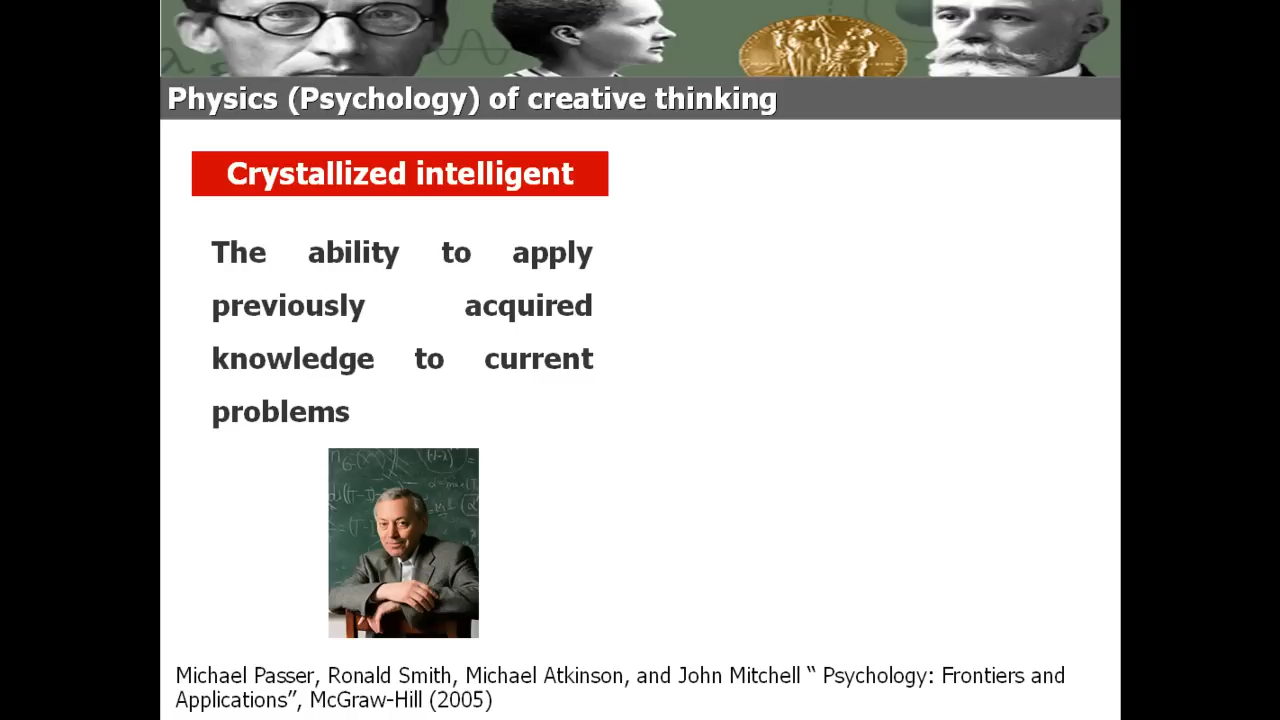 Physics (Psychology) of creative thinking
Crystallized intelligent
The ability to apply
previously acquired
knowledge to current
problems
Michael Passer, Ronald Smith, Michael Atkinson, and John Mitchell “ Psychology: Frontiers and
Applications”, McGraw-Hill (2005)